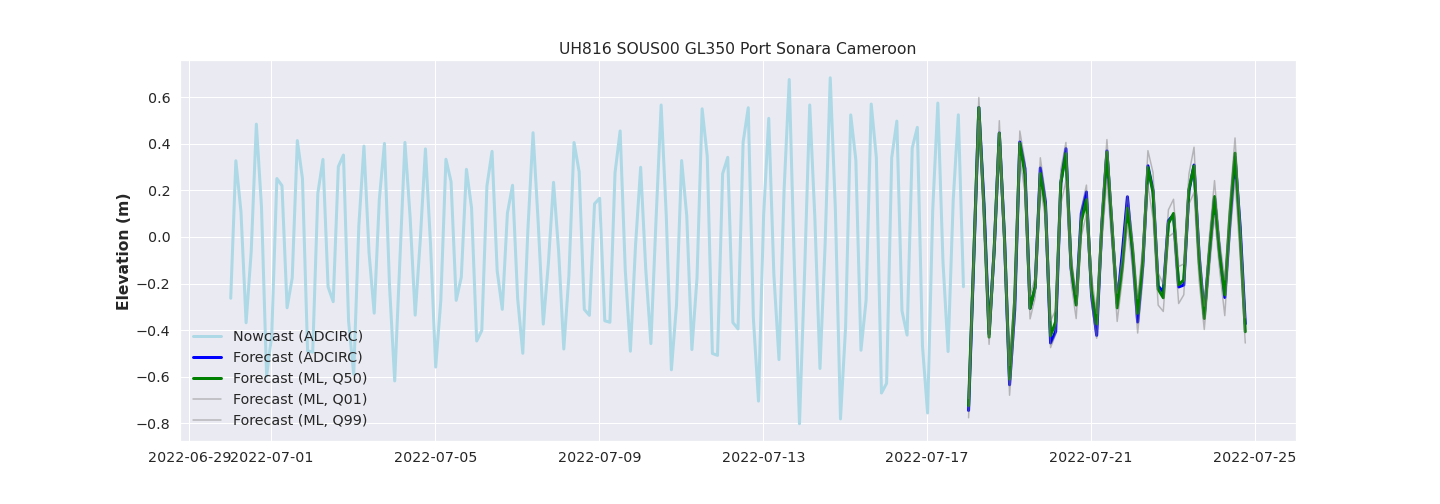 UH816 SOUS00 GL350 Port Sonara Cameroon
Elevation (m)
0.6
0.4
0.2
0.0
−0.2
−0.4
−0.6
−0.8
Nowcast (ADCIRC)
Forecast (ADCIRC)
Forecast (ML, Q50)
Forecast (ML, Q01)
Forecast (ML, Q99)
2022-06-29 2022-07-01 2022-07-05 2022-07-09 2022-07-13 2022-07-17 2022-07-21 2022-07-25